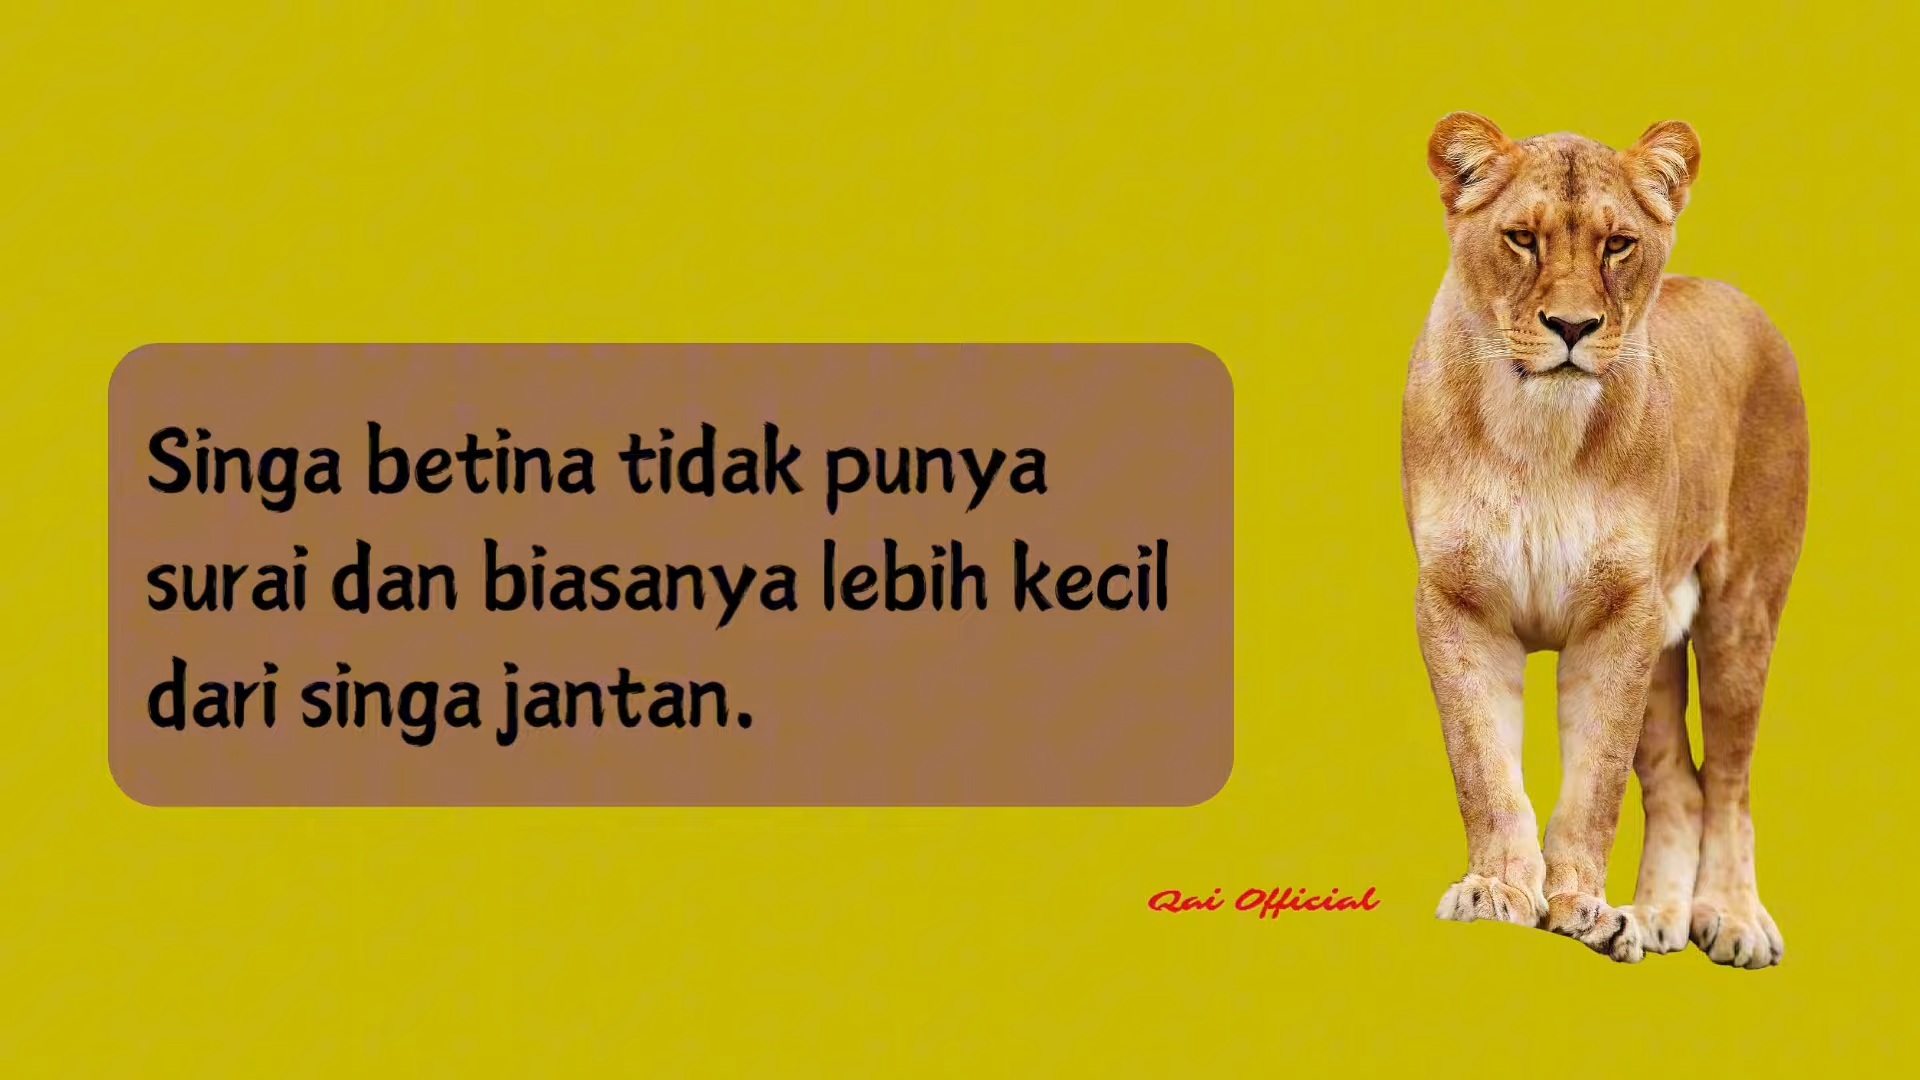 Singa betina tidak punya
surai dan biasanya lebih kecil
dari singa jantan.
Qai Official